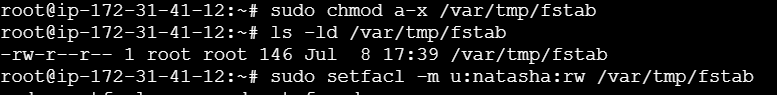 root@ip-172-31-41-12:~# sudo chmod a-x /var/tmp/fstab
root@ip-172-31-41-12:~# ls -ld /var/tmp/fstab
-rw-r--r-- 1 root root 146 Jul  8 17:39 /var/tmp/fstab
root@ip-172-31-41-12:~# sudo setfacl -m u:natasha:rw /var/tmp/fstab